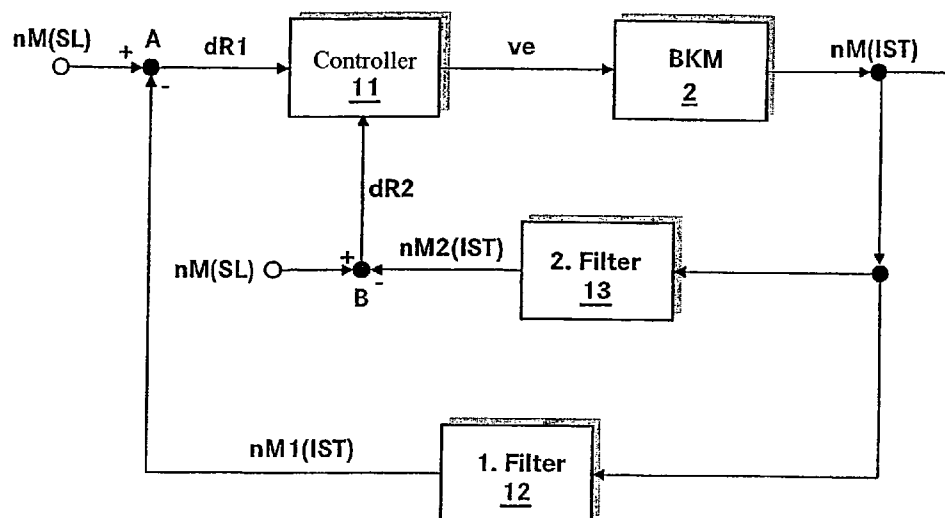 nM(SL)
+
A
-
dR1
Controller
11
ve
BKM
2
nM(IST)
dR2
nM(SL)
+
B
-
nM2(IST)
2. Filter
13
nM1(IST)
1. Filter
12